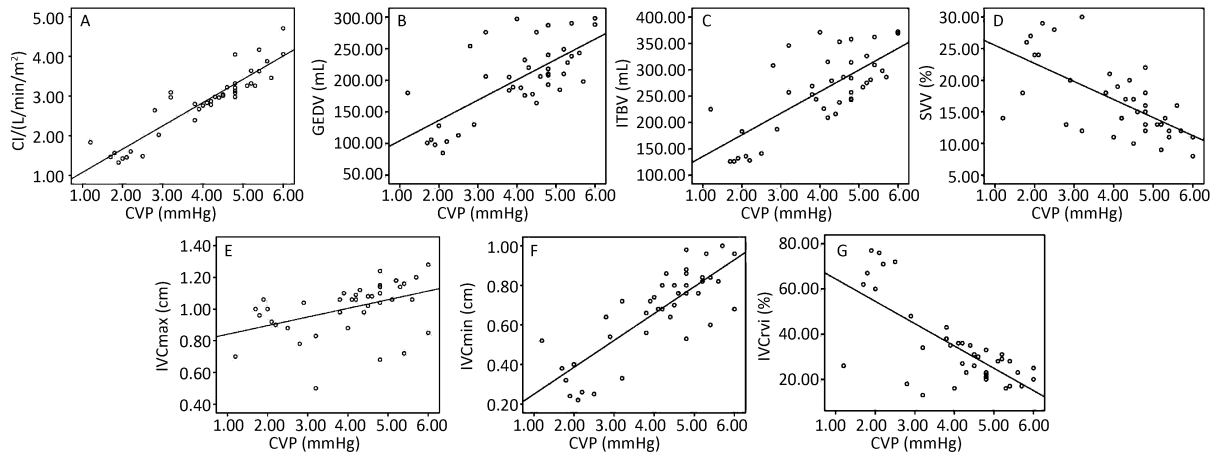 A
CI/(L/min/m²)
5.00
4.00
3.00
2.00
1.00
1.00 2.00 3.00 4.00 5.00 6.00
CVP (mmHg)
B
GEDV (mL)
300.00
250.00
200.00
150.00
100.00
50.00
1.00 2.00 3.00 4.00 5.00 6.00
CVP (mmHg)
C
ITBV (mL)
400.00
350.00
300.00
250.00
200.00
150.00
100.00
1.00 2.00 3.00 4.00 5.00 6.00
CVP (mmHg)
D
SVV (%)
30.00
25.00
20.00
15.00
10.00
5.00
1.00 2.00 3.00 4.00 5.00 6.00
CVP (mmHg)
E
IVCmax (cm)
1.40
1.20
1.00
0.80
0.60
0.40
1.00 2.00 3.00 4.00 5.00 6.00
CVP (mmHg)
F
IVCmin (cm)
1.00
0.80
0.60
0.40
0.20
1.00 2.00 3.00 4.00 5.00 6.00
CVP (mmHg)
G
IVCrvi (%)
80.00
60.00
40.00
20.00
1.00 2.00 3.00 4.00 5.00 6.00
CVP (mmHg)